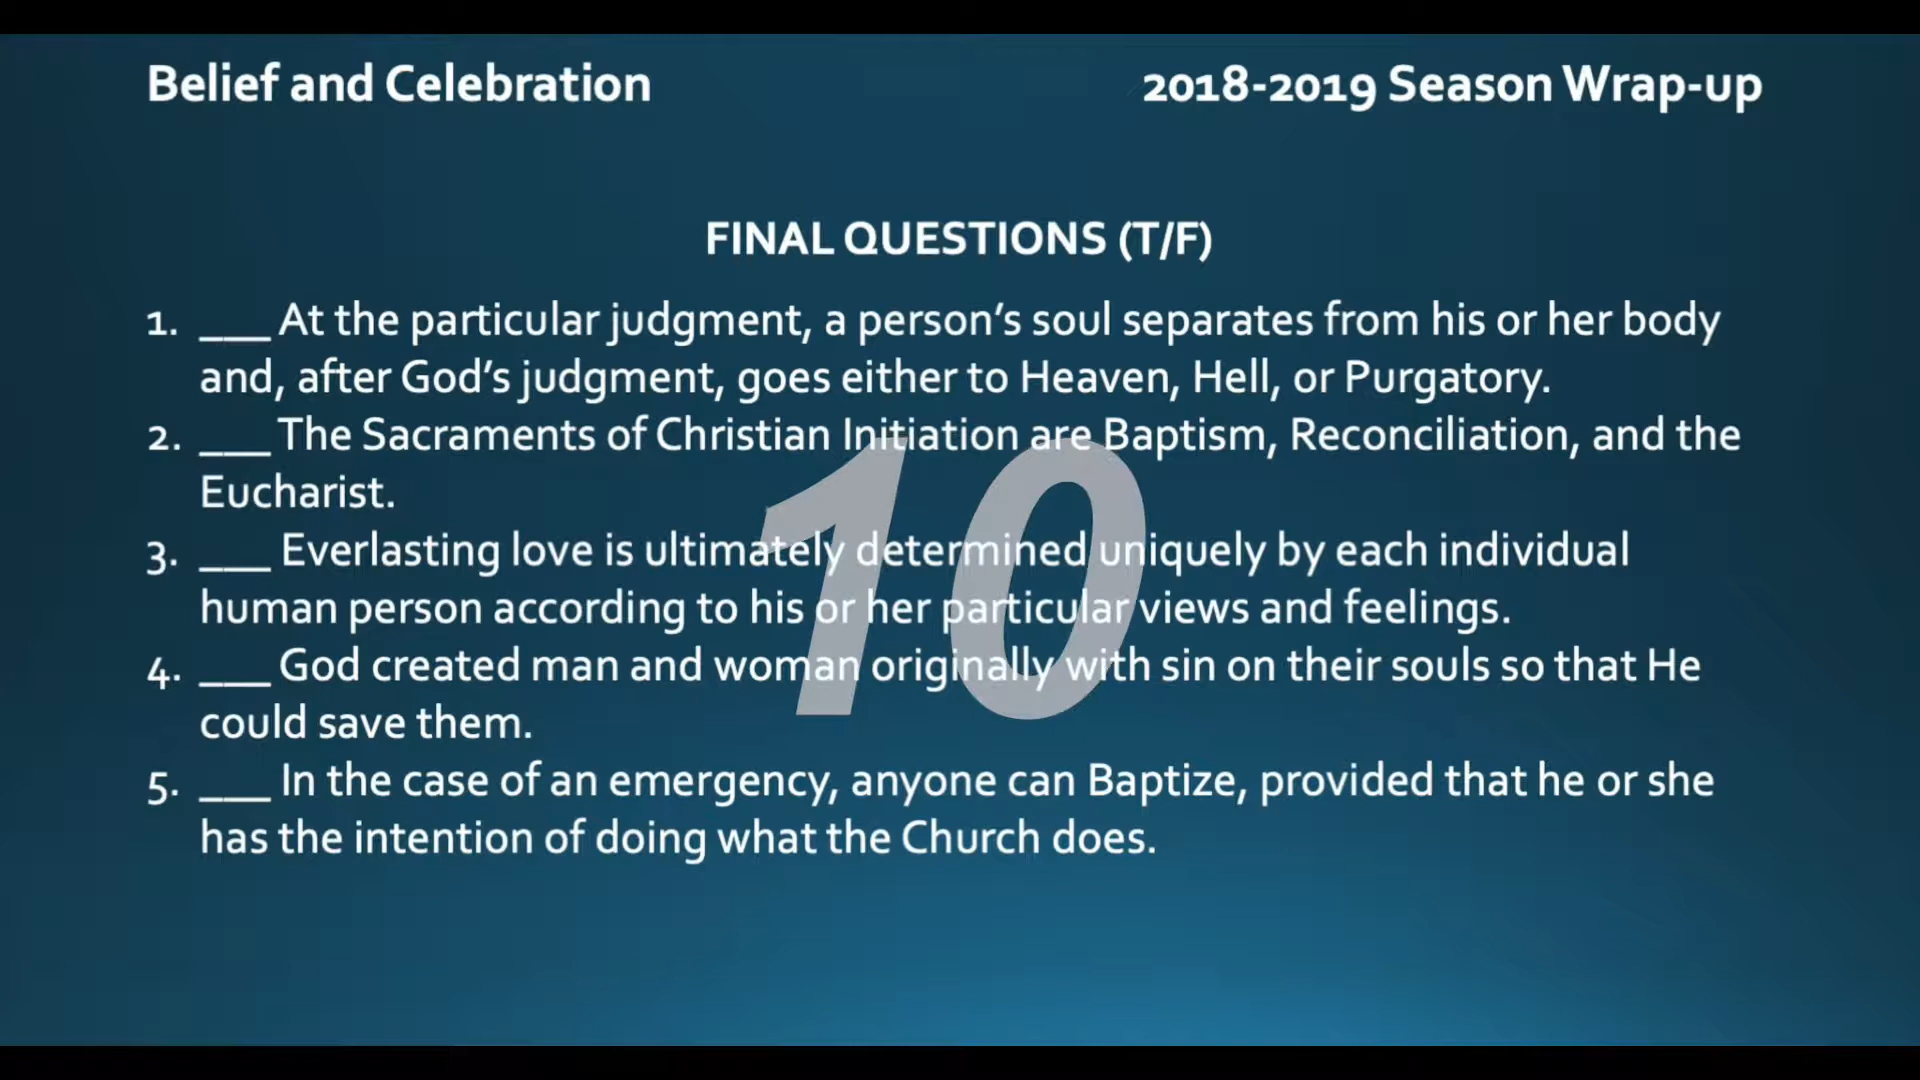 Belief and Celebration
2018-2019 Season Wrap-up
FINAL QUESTIONS (T/F)
1. ___ At the particular judgment, a person's soul separates from his or her body
and, after God's judgment, goes either to Heaven, Hell, or Purgatory.
2. ___ The Sacraments of Christian Initiation are Baptism, Reconciliation, and the
Eucharist.
3. ___ Everlasting love is ultimately determined uniquely by each individual
human person according to his or her particular views and feelings.
4. ___ God created man and woman originally with sin on their souls so that He
could save them.
5. ___ In the case of an emergency, anyone can Baptize, provided that he or she
has the intention of doing what the Church does.
10